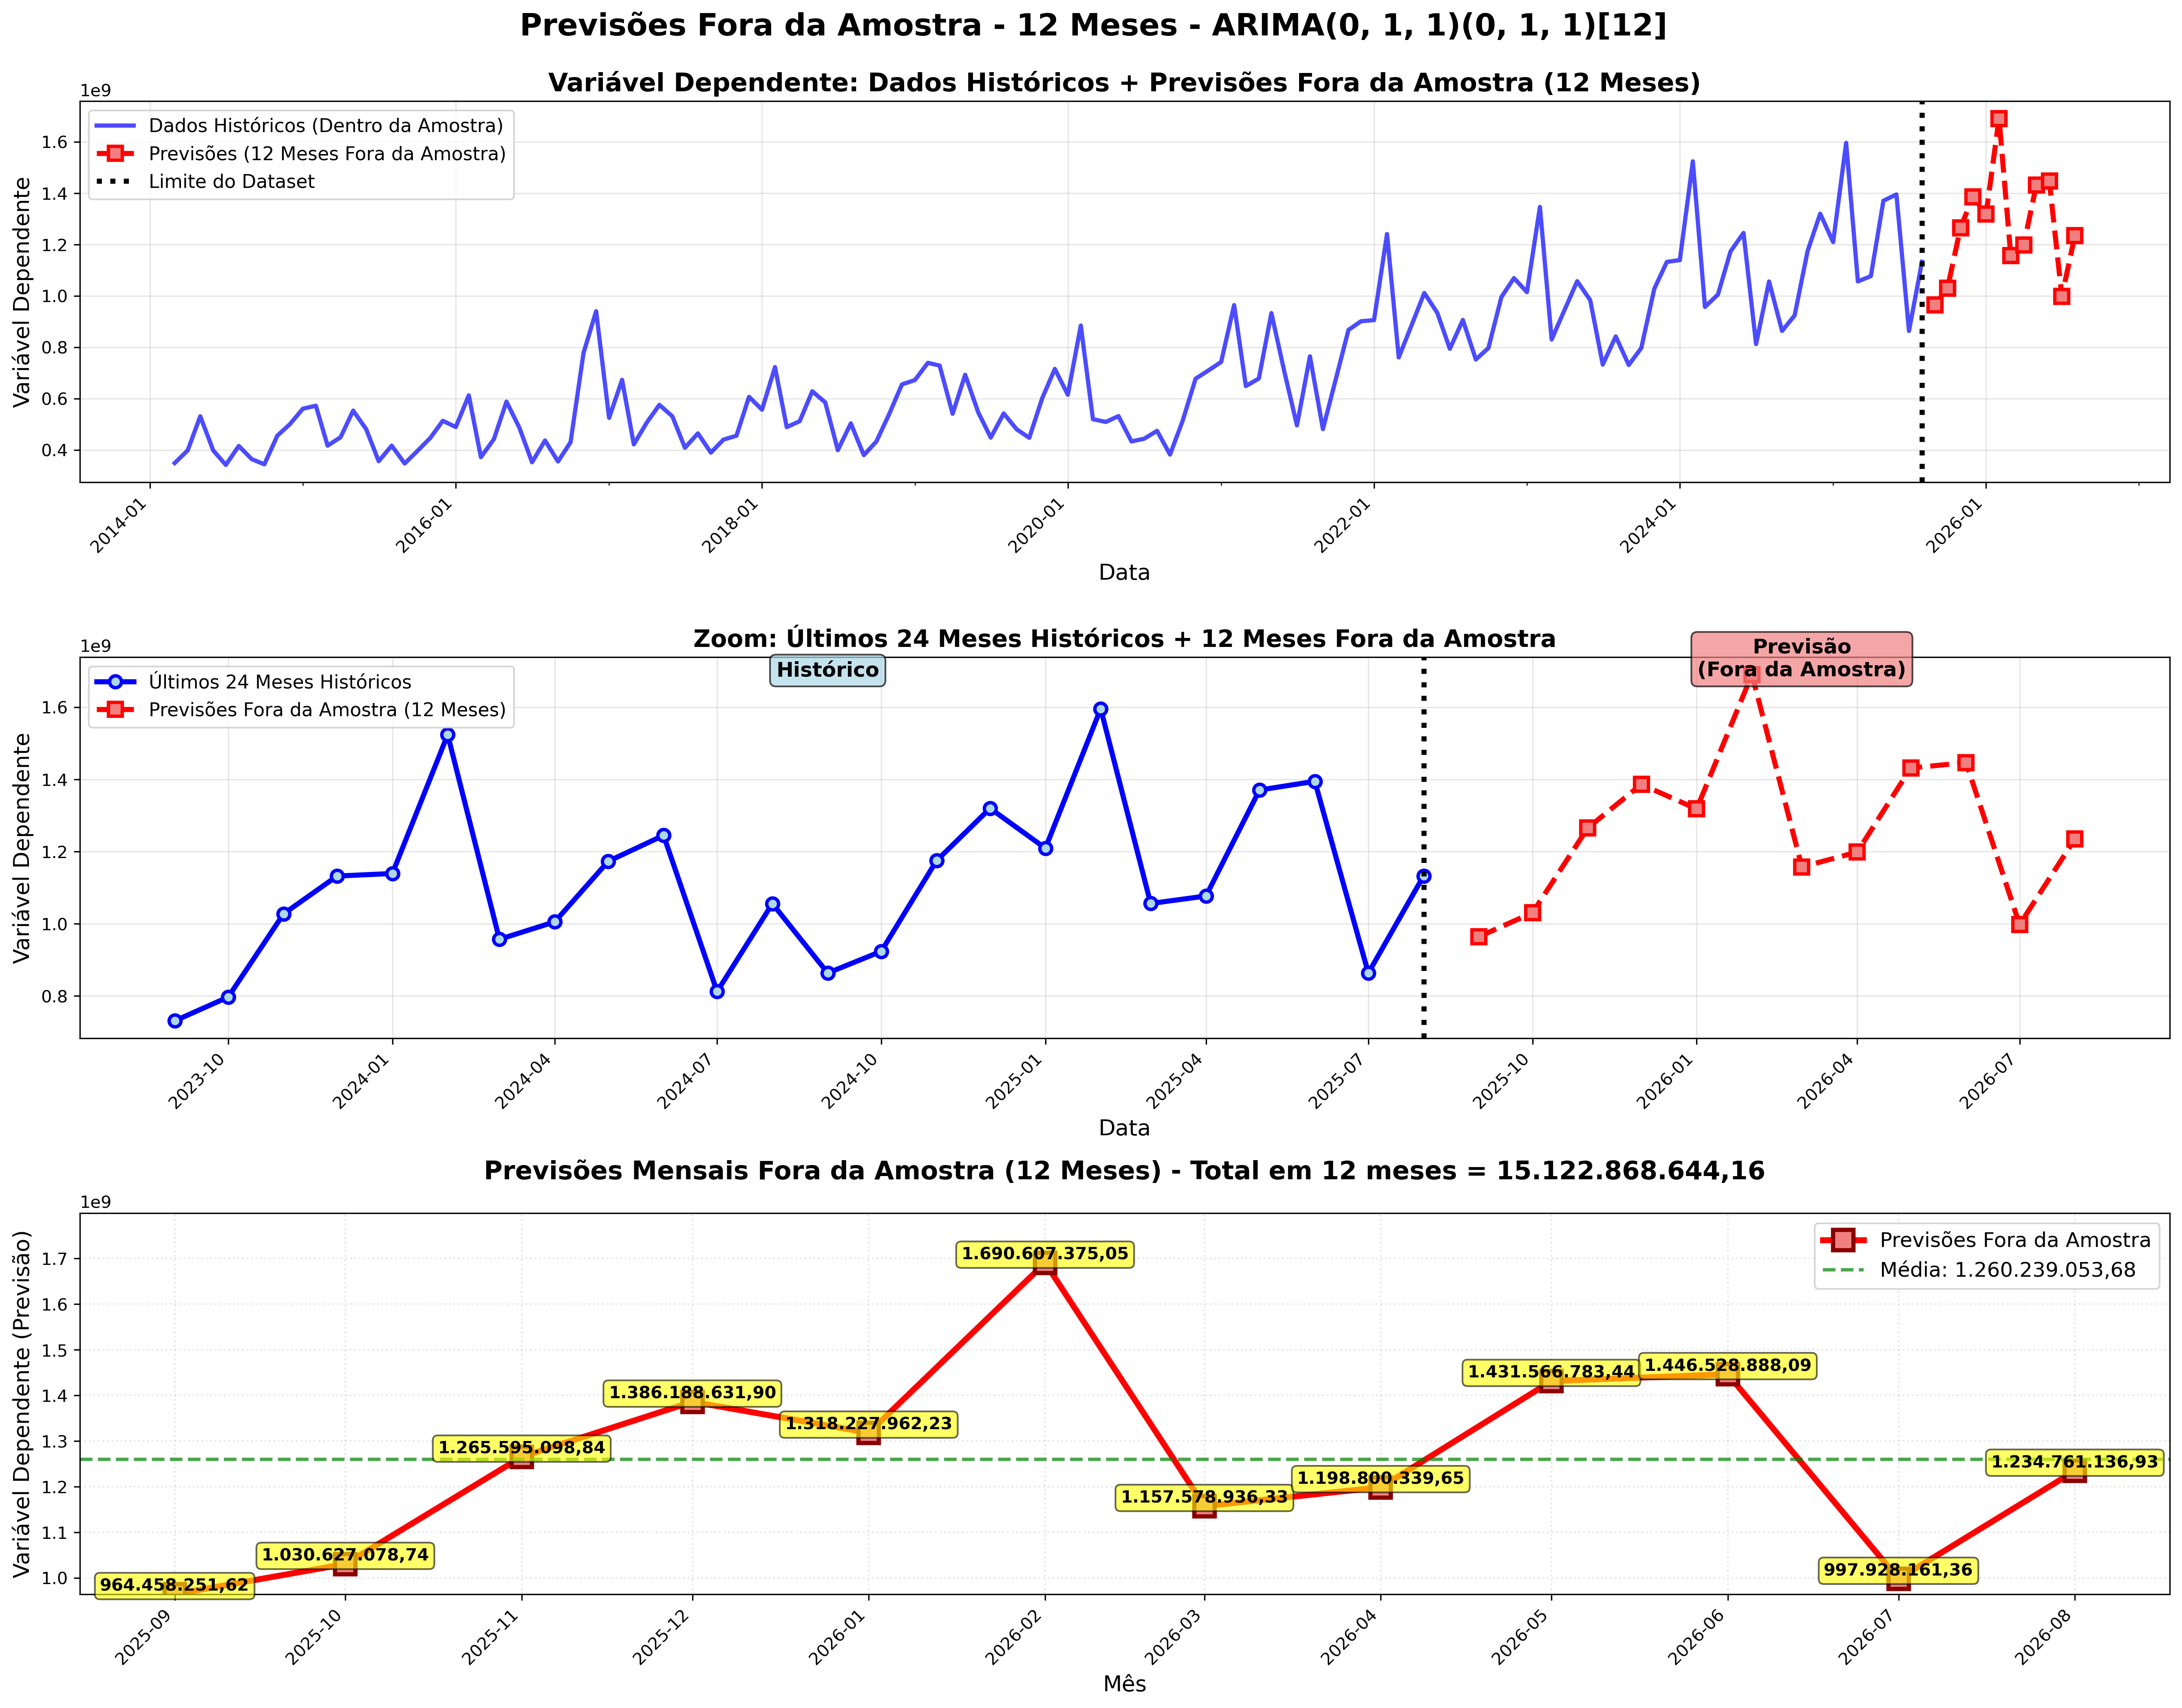 Previsões Fora da Amostra - 12 Meses - ARIMA(0, 1, 1)(0, 1, 1)[12]
Variável Dependente: Dados Históricos + Previsões Fora da Amostra (12 Meses)
1e9
Dados Históricos (Dentro da Amostra)
Previsões (12 Meses Fora da Amostra)
Limite do Dataset
Variável Dependente
1.6
1.4
1.2
1.0
0.8
0.6
0.4
2014-01
2016-01
2018-01
2020-01
2022-01
2024-01
2026-01
Data
Zoom: Últimos 24 Meses Históricos + 12 Meses Fora da Amostra
1e9
Últimos 24 Meses Históricos
Previsões Fora da Amostra (12 Meses)
Histórico
Previsão
(Fora da Amostra)
Variável Dependente
1.6
1.4
1.2
1.0
0.8
2023-10
2024-01
2024-04
2024-07
2024-10
2025-01
2025-04
2025-07
2025-10
2026-01
2026-04
2026-07
Data
Previsões Mensais Fora da Amostra (12 Meses) - Total em 12 meses = 15.122.868.644,16
1e9
Previsões Fora da Amostra
Média: 1.260.239.053,68
Variável Dependente (Previsão)
1.7
1.6
1.5
1.4
1.3
1.2
1.1
1.0
964.458.251,62
1.030.627.078,74
1.265.595.098,84
1.386.188.631,90
1.318.227.962,23
1.690.607.375,05
1.157.578.936,33
1.198.800.339,65
1.431.566.783,44
1.446.528.888,09
997.928.161,36
1.234.761.136,93
2025-09
2025-10
2025-11
2025-12
2026-01
2026-02
2026-03
2026-04
2026-05
2026-06
2026-07
2026-08
Mês